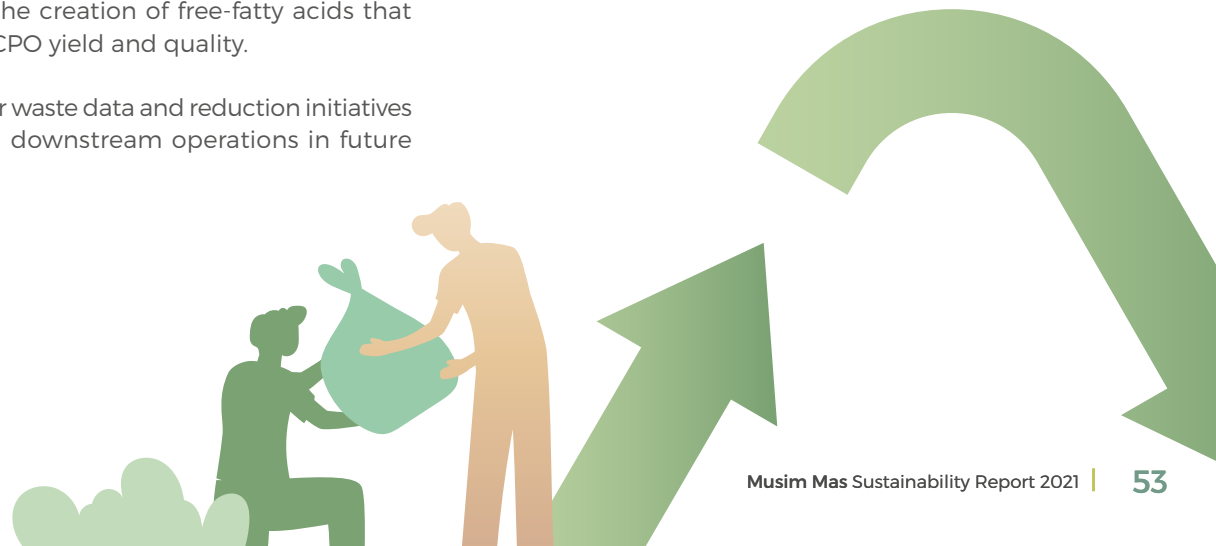 he creation of free-fatty acids that
CPO yield and quality.
r waste data and reduction initiatives
downstream operations in future
Musim Mas Sustainability Report 2021
53